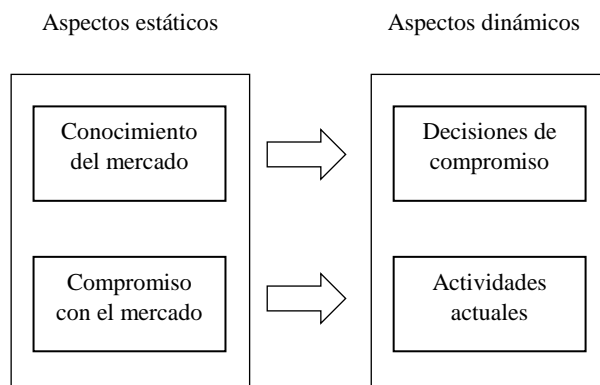 Aspectos estáticos
Aspectos dinámicos
Conocimiento
del mercado
Decisiones de
compromiso
Compromiso
con el mercado
Actividades
actuales